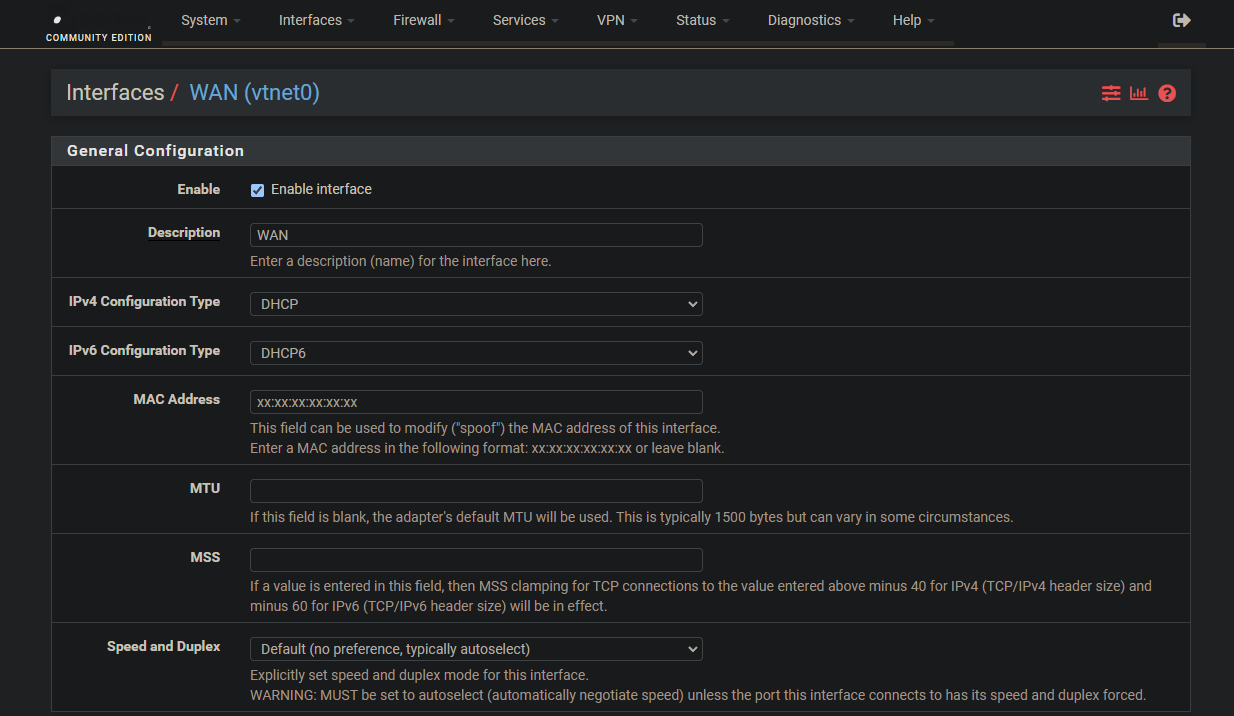 COMMUNITY EDITION
System Interfaces Firewall Services VPN Status Diagnostics Help
Interfaces / WAN (vtnet0)
General Configuration
Enable Enable interface
Description WAN
Enter a description (name) for the interface here.
IPv4 Configuration Type DHCP
IPv6 Configuration Type DHCP6
MAC Address xx:xx:xx:xx:xx:xx
This field can be used to modify ("spoof") the MAC address of this interface.
Enter a MAC address in the following format: xx:xx:xx:xx:xx:xx or leave blank.
MTU
If this field is blank, the adapter's default MTU will be used. This is typically 1500 bytes but can vary in some circumstances.
MSS
If a value is entered in this field, then MSS clamping for TCP connections to the value entered above minus 40 for IPv4 (TCP/IPv4 header size) and
minus 60 for IPv6 (TCP/IPv6 header size) will be in effect.
Speed and Duplex Default (no preference, typically autoselect)
Explicitly set speed and duplex mode for this interface.
WARNING: MUST be set to autoselect (automatically negotiate speed) unless the port this interface connects to has its speed and duplex forced.